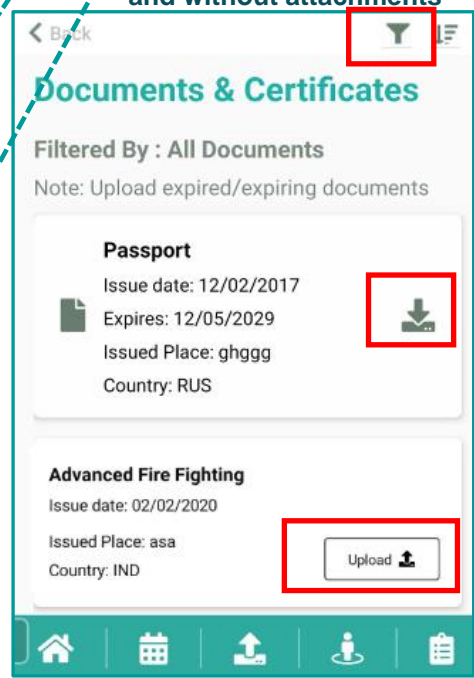 and without attachments
Back
Documents & Certificates
Filtered By : All Documents
Note: Upload expired/expiring documents
Passport
Issue date: 12/02/2017
Expires: 12/05/2029
Issued Place: ghggg
Country: RUS
Advanced Fire Fighting
Issue date: 02/02/2020
Issued Place: asa
Country: IND
Upload